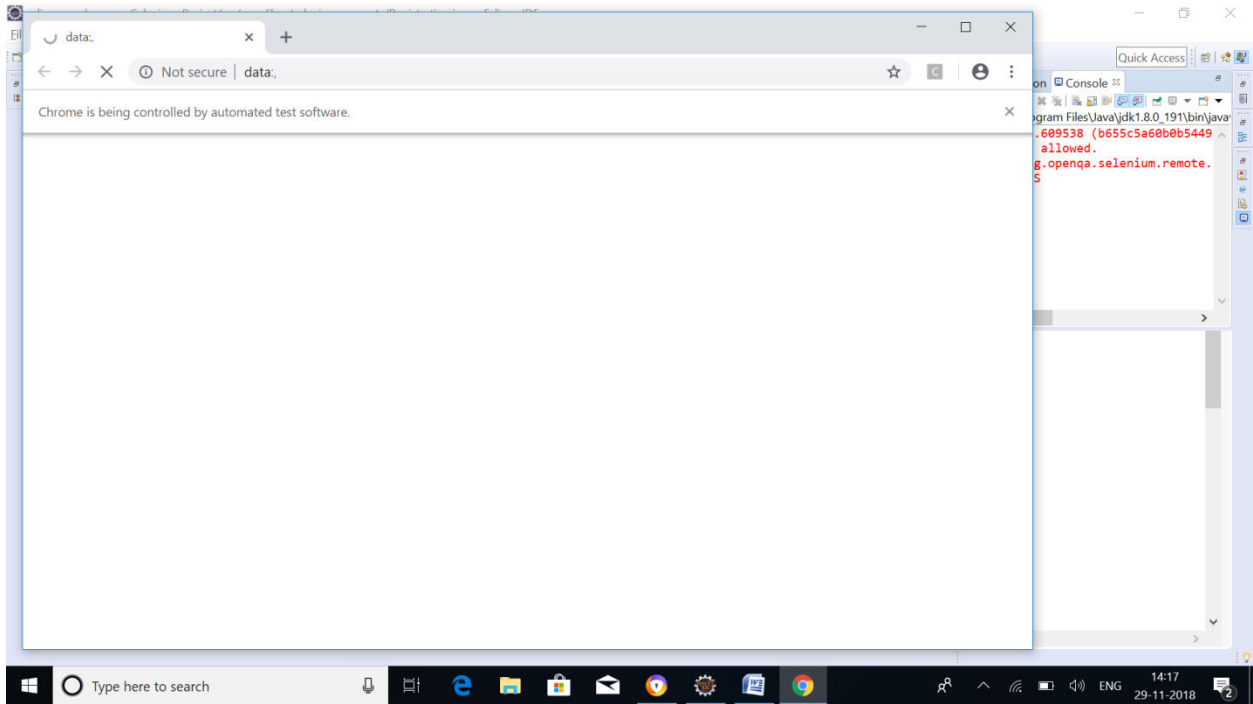 data:,
Not secure | data:,
Chrome is being controlled by automated test software.
Quick Access
on Console
ogram Files\Java\jdk1.8.0_191\bin\java
.609538 (b655c5a60b0b5449
allowed.
g.openqa.selenium.remote.
S
Type here to search
ENG
14:17
29-11-2018
2